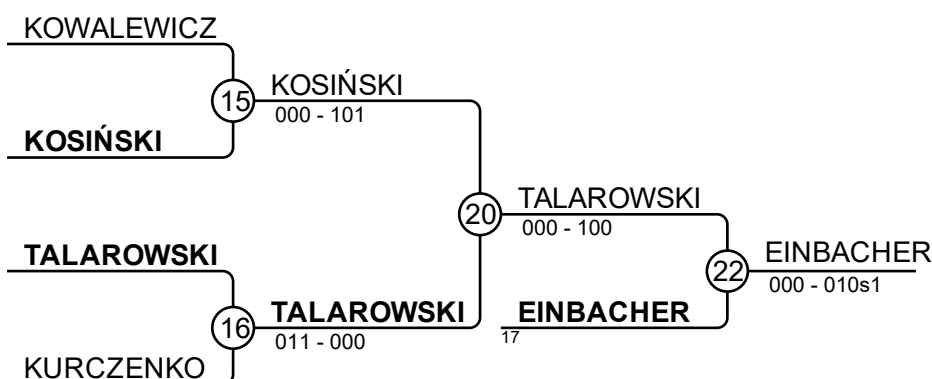 KOWALEWICZ
15
KOSIŃSKI
000 - 101
KOSIŃSKI
20
TALAROWSKI
000 - 100
TALAROWSKI
22
EINBACHER
000 - 010s1
16
TALAROWSKI
011 - 000
EINBACHER
17
KURCZENKO